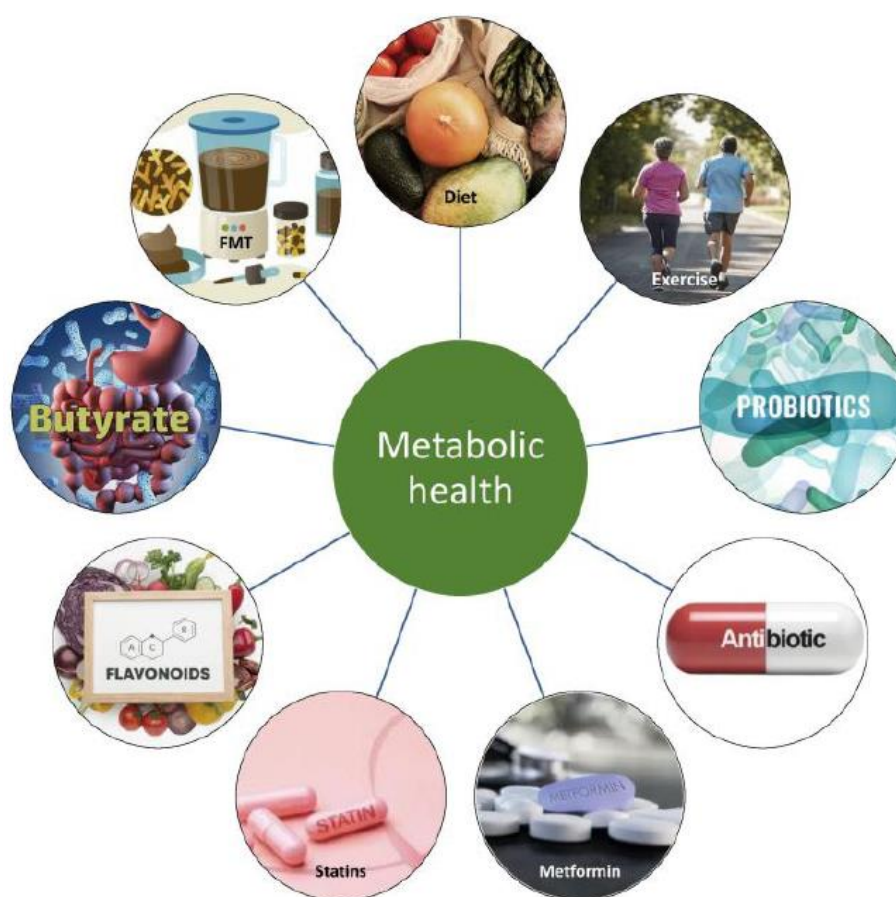 Diet
Exercise
PROBIOTICS
Antibiotic
METFORMIN
Metformin
STATIN
Statins
A C B
FLAVONOIDS
Butyrate
FMT
Metabolic
health